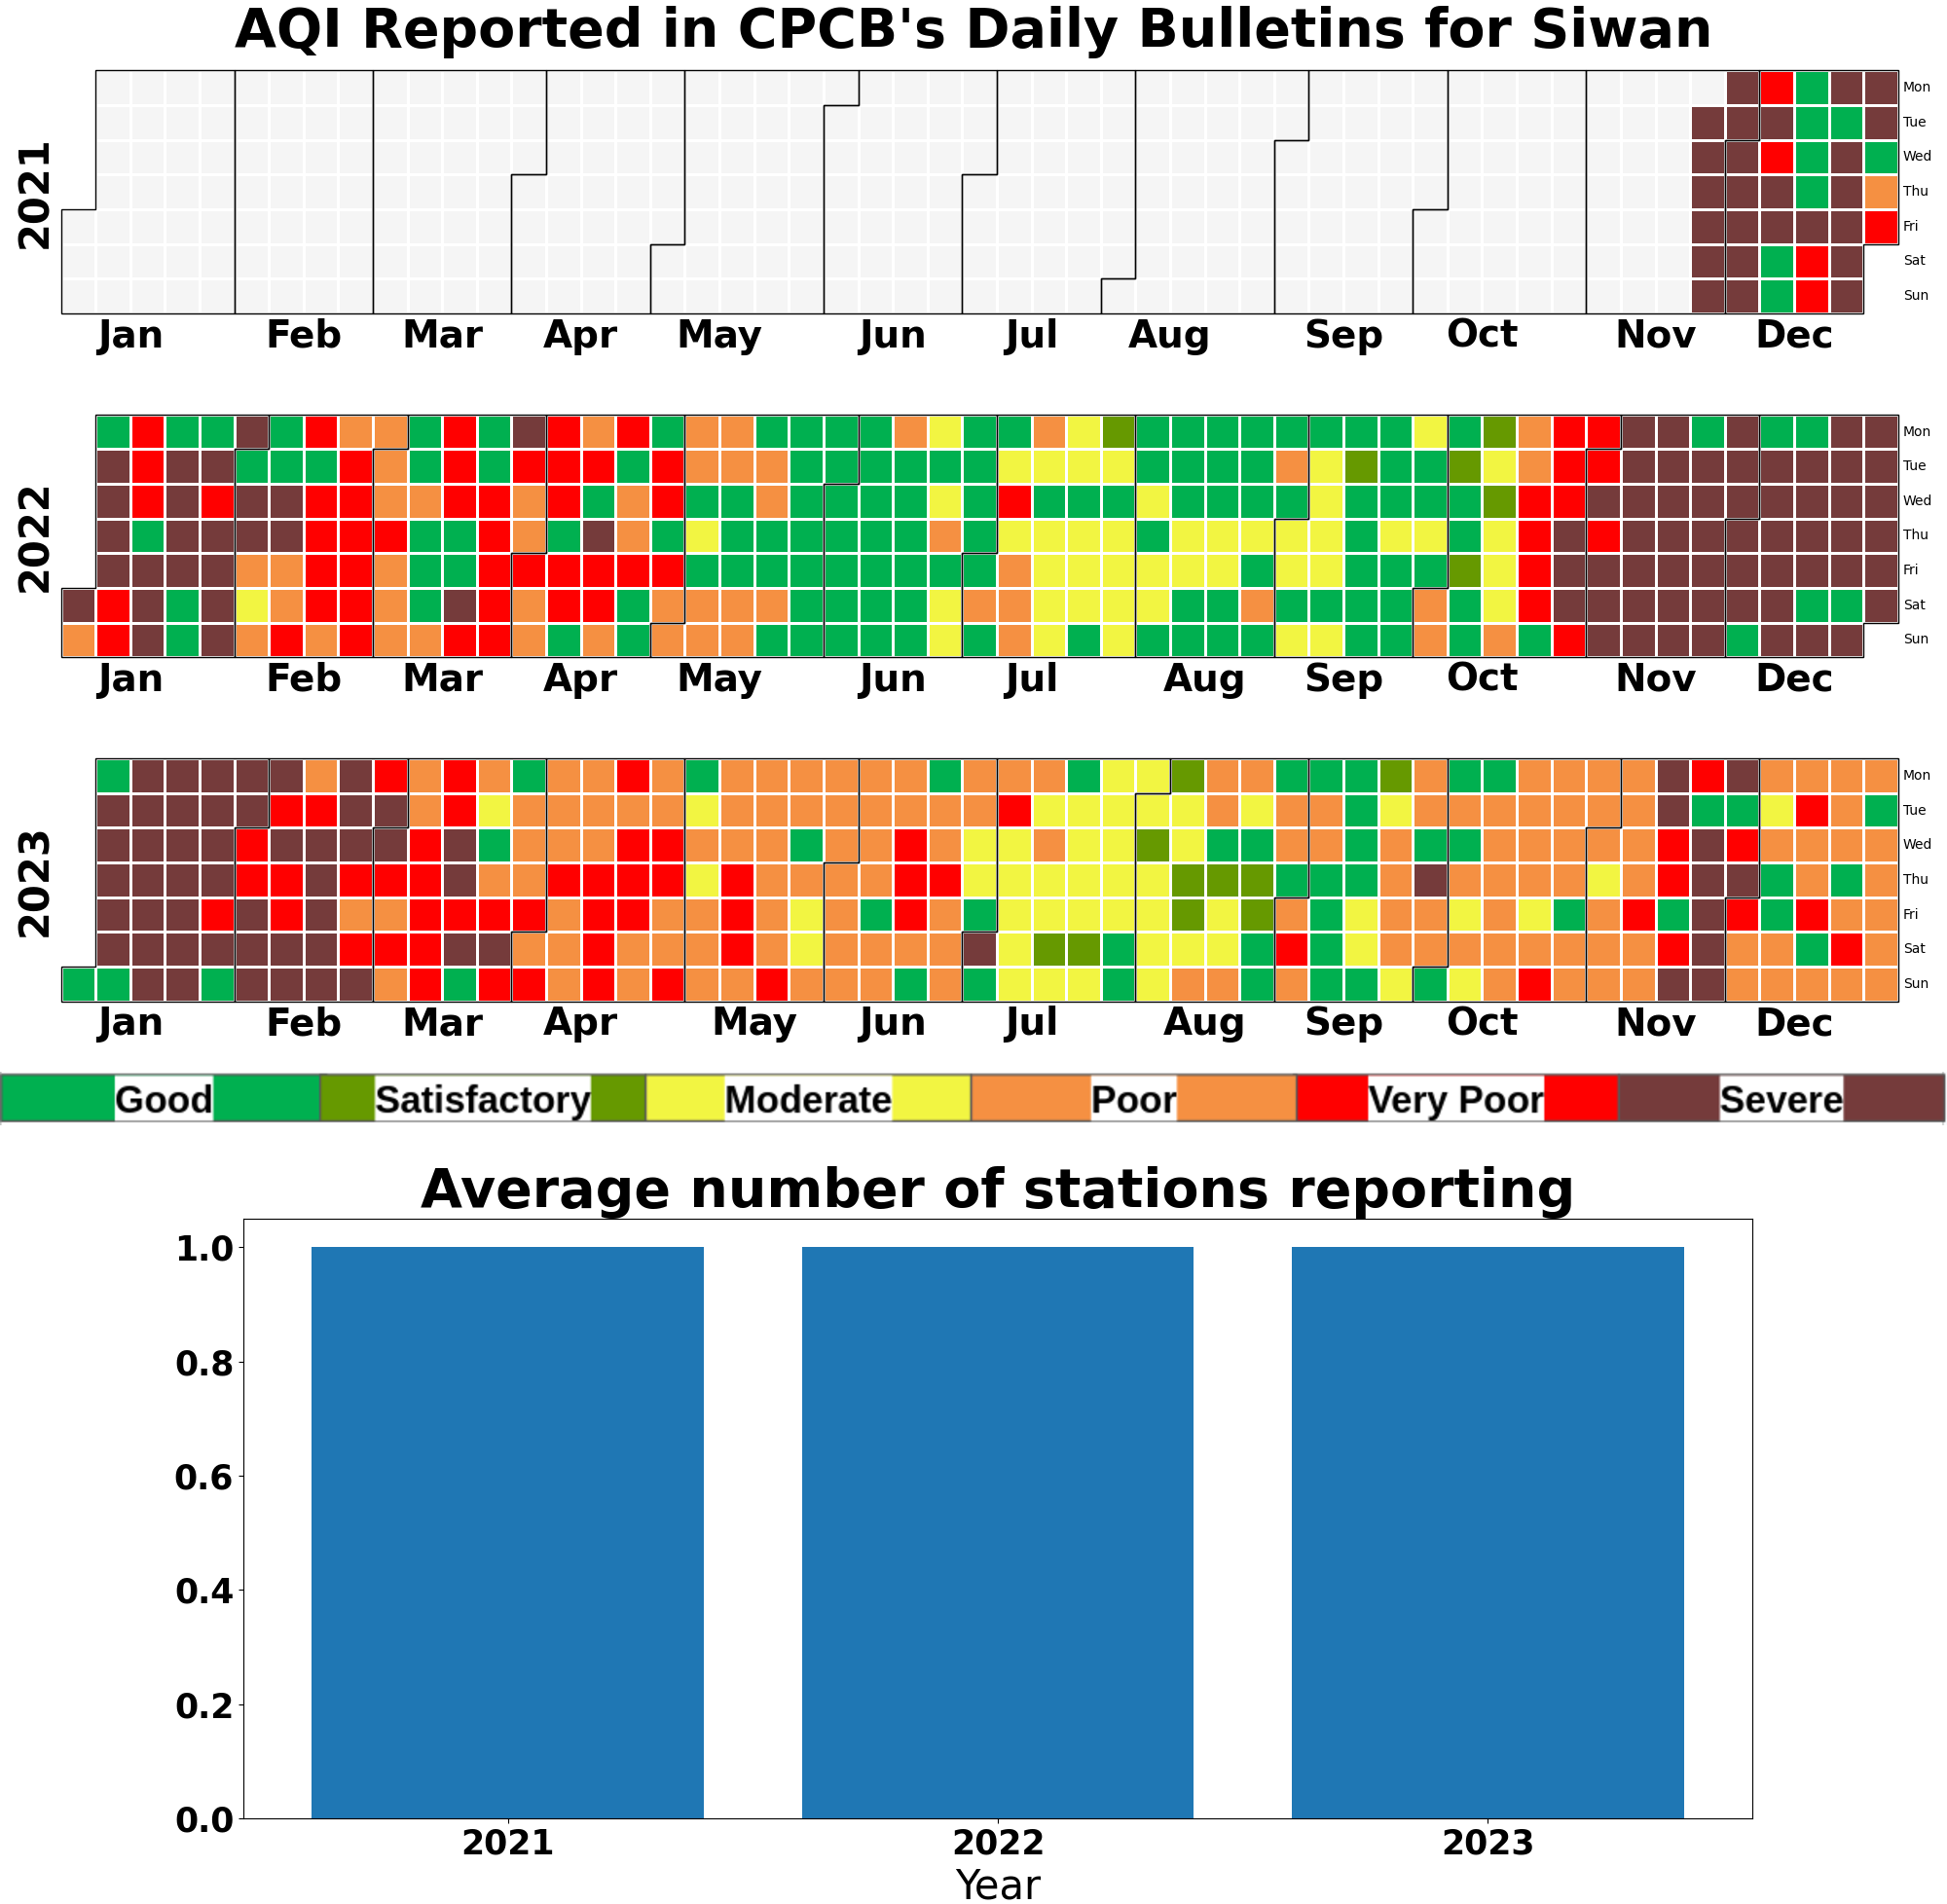 AQI Reported in CPCB's Daily Bulletins for Siwan
2021
Mon
Tue
Wed
Thu
Fri
Sat
Sun
Jan Feb Mar Apr May Jun Jul Aug Sep Oct Nov Dec
2022
Mon
Tue
Wed
Thu
Fri
Sat
Sun
Jan Feb Mar Apr May Jun Jul Aug Sep Oct Nov Dec
2023
Mon
Tue
Wed
Thu
Fri
Sat
Sun
Jan Feb Mar Apr May Jun Jul Aug Sep Oct Nov Dec
Good Satisfactory Moderate Poor Very Poor Severe
Average number of stations reporting
1.0
0.8
0.6
0.4
0.2
0.0
2021 2022 2023
Year